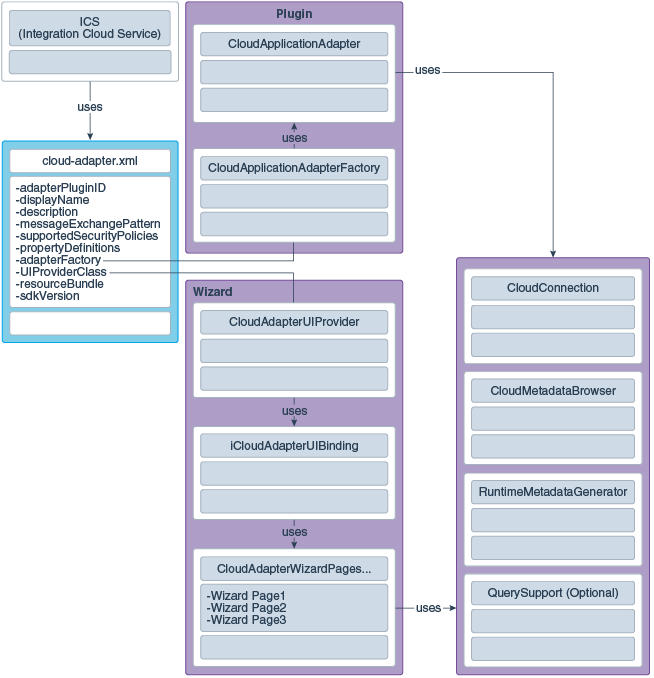 ICS
(Integration Cloud Service)
uses
cloud-adapter.xml
-adapterPluginID
-displayName
-description
-messageExchangePattern
-supportedSecurityPolicies
-propertyDefinitions
-adapterFactory
-UIProviderClass
-resourceBundle
-sdkVersion
Plugin
CloudApplicationAdapter
uses
CloudApplicationAdapterFactory
uses
Wizard
CloudAdapterUIProvider
uses
iCloudAdapterUIBinding
uses
CloudAdapterWizardPages...
-Wizard Page1
-Wizard Page2
-Wizard Page3
uses
CloudConnection
CloudMetadataBrowser
RuntimeMetadataGenerator
QuerySupport (Optional)